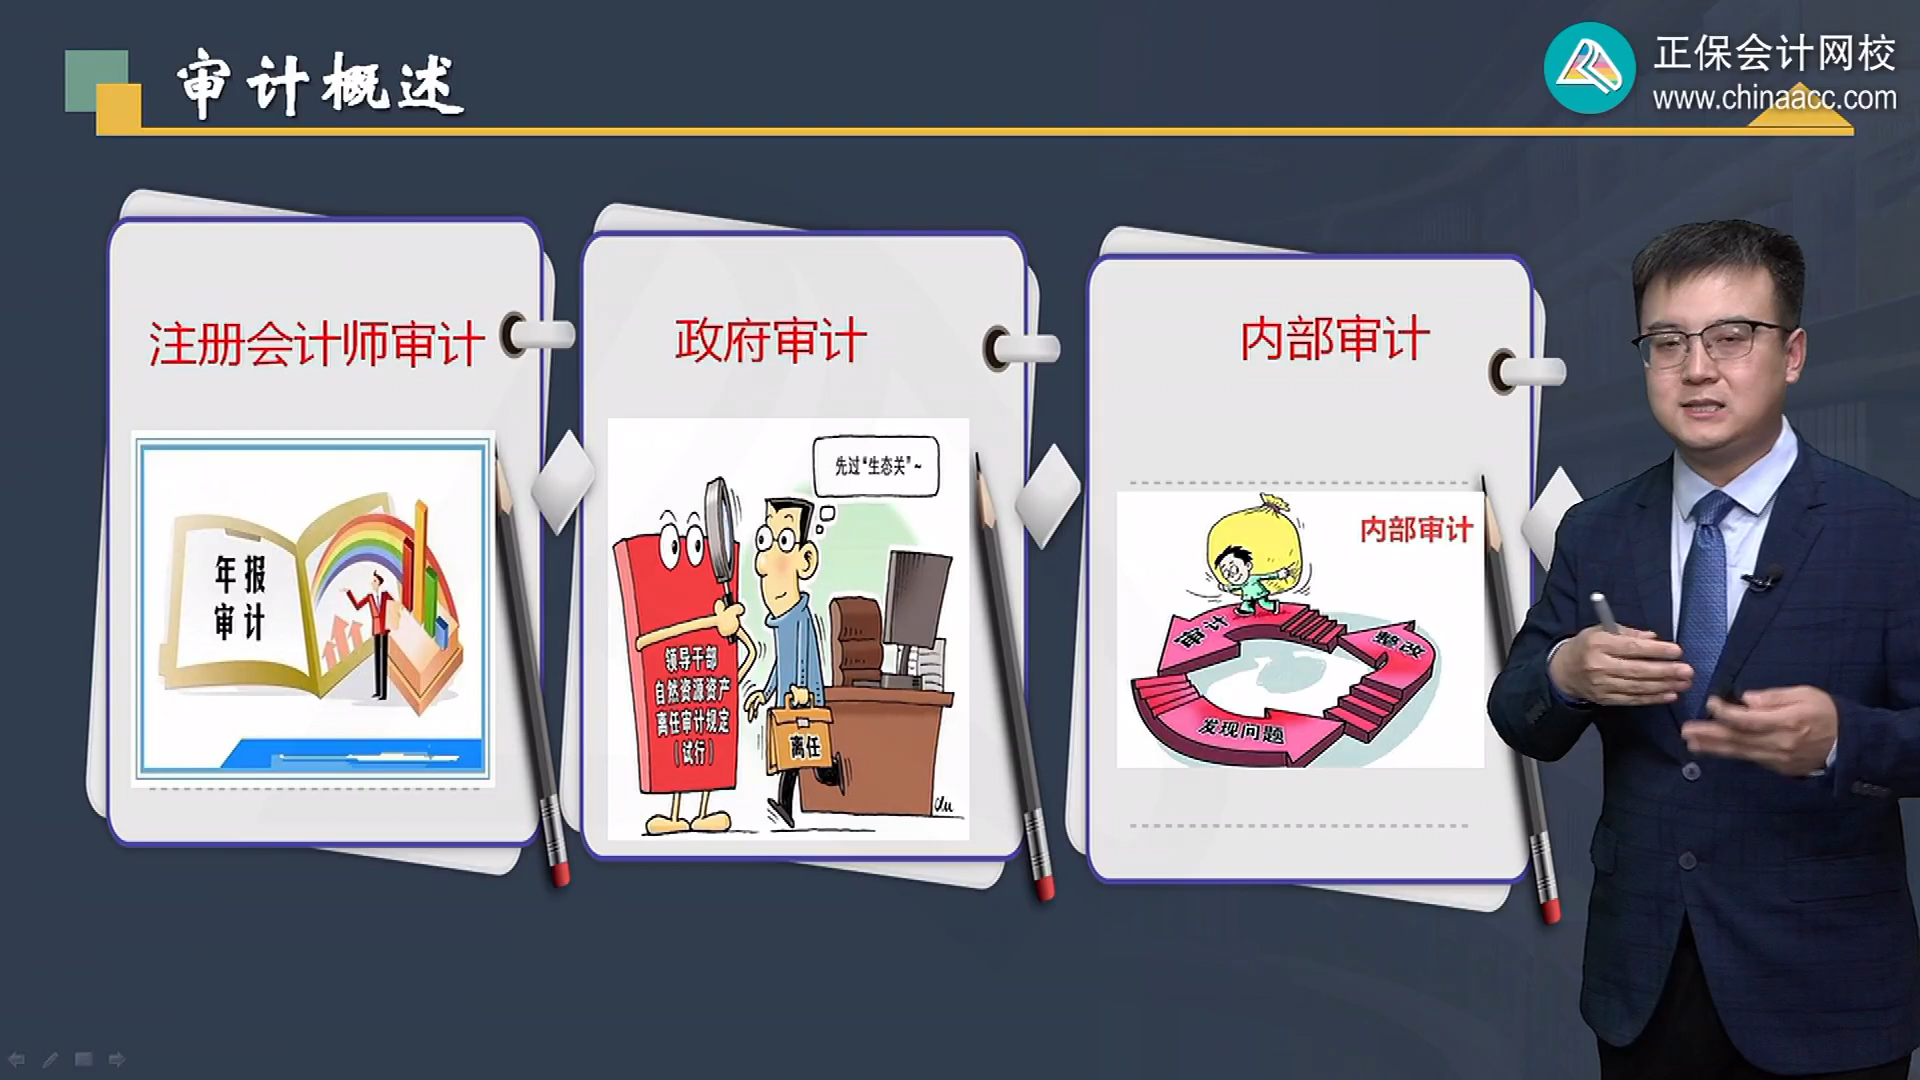 审计概述
正保会计网校
www.chinaacc.com
注册会计师审计
年报
审计
政府审计
先过“生态关”~
领导干部
自然资源资产
离任审计规定
（试行）
离任
内部审计
内部审计
审计
整改
发现问题